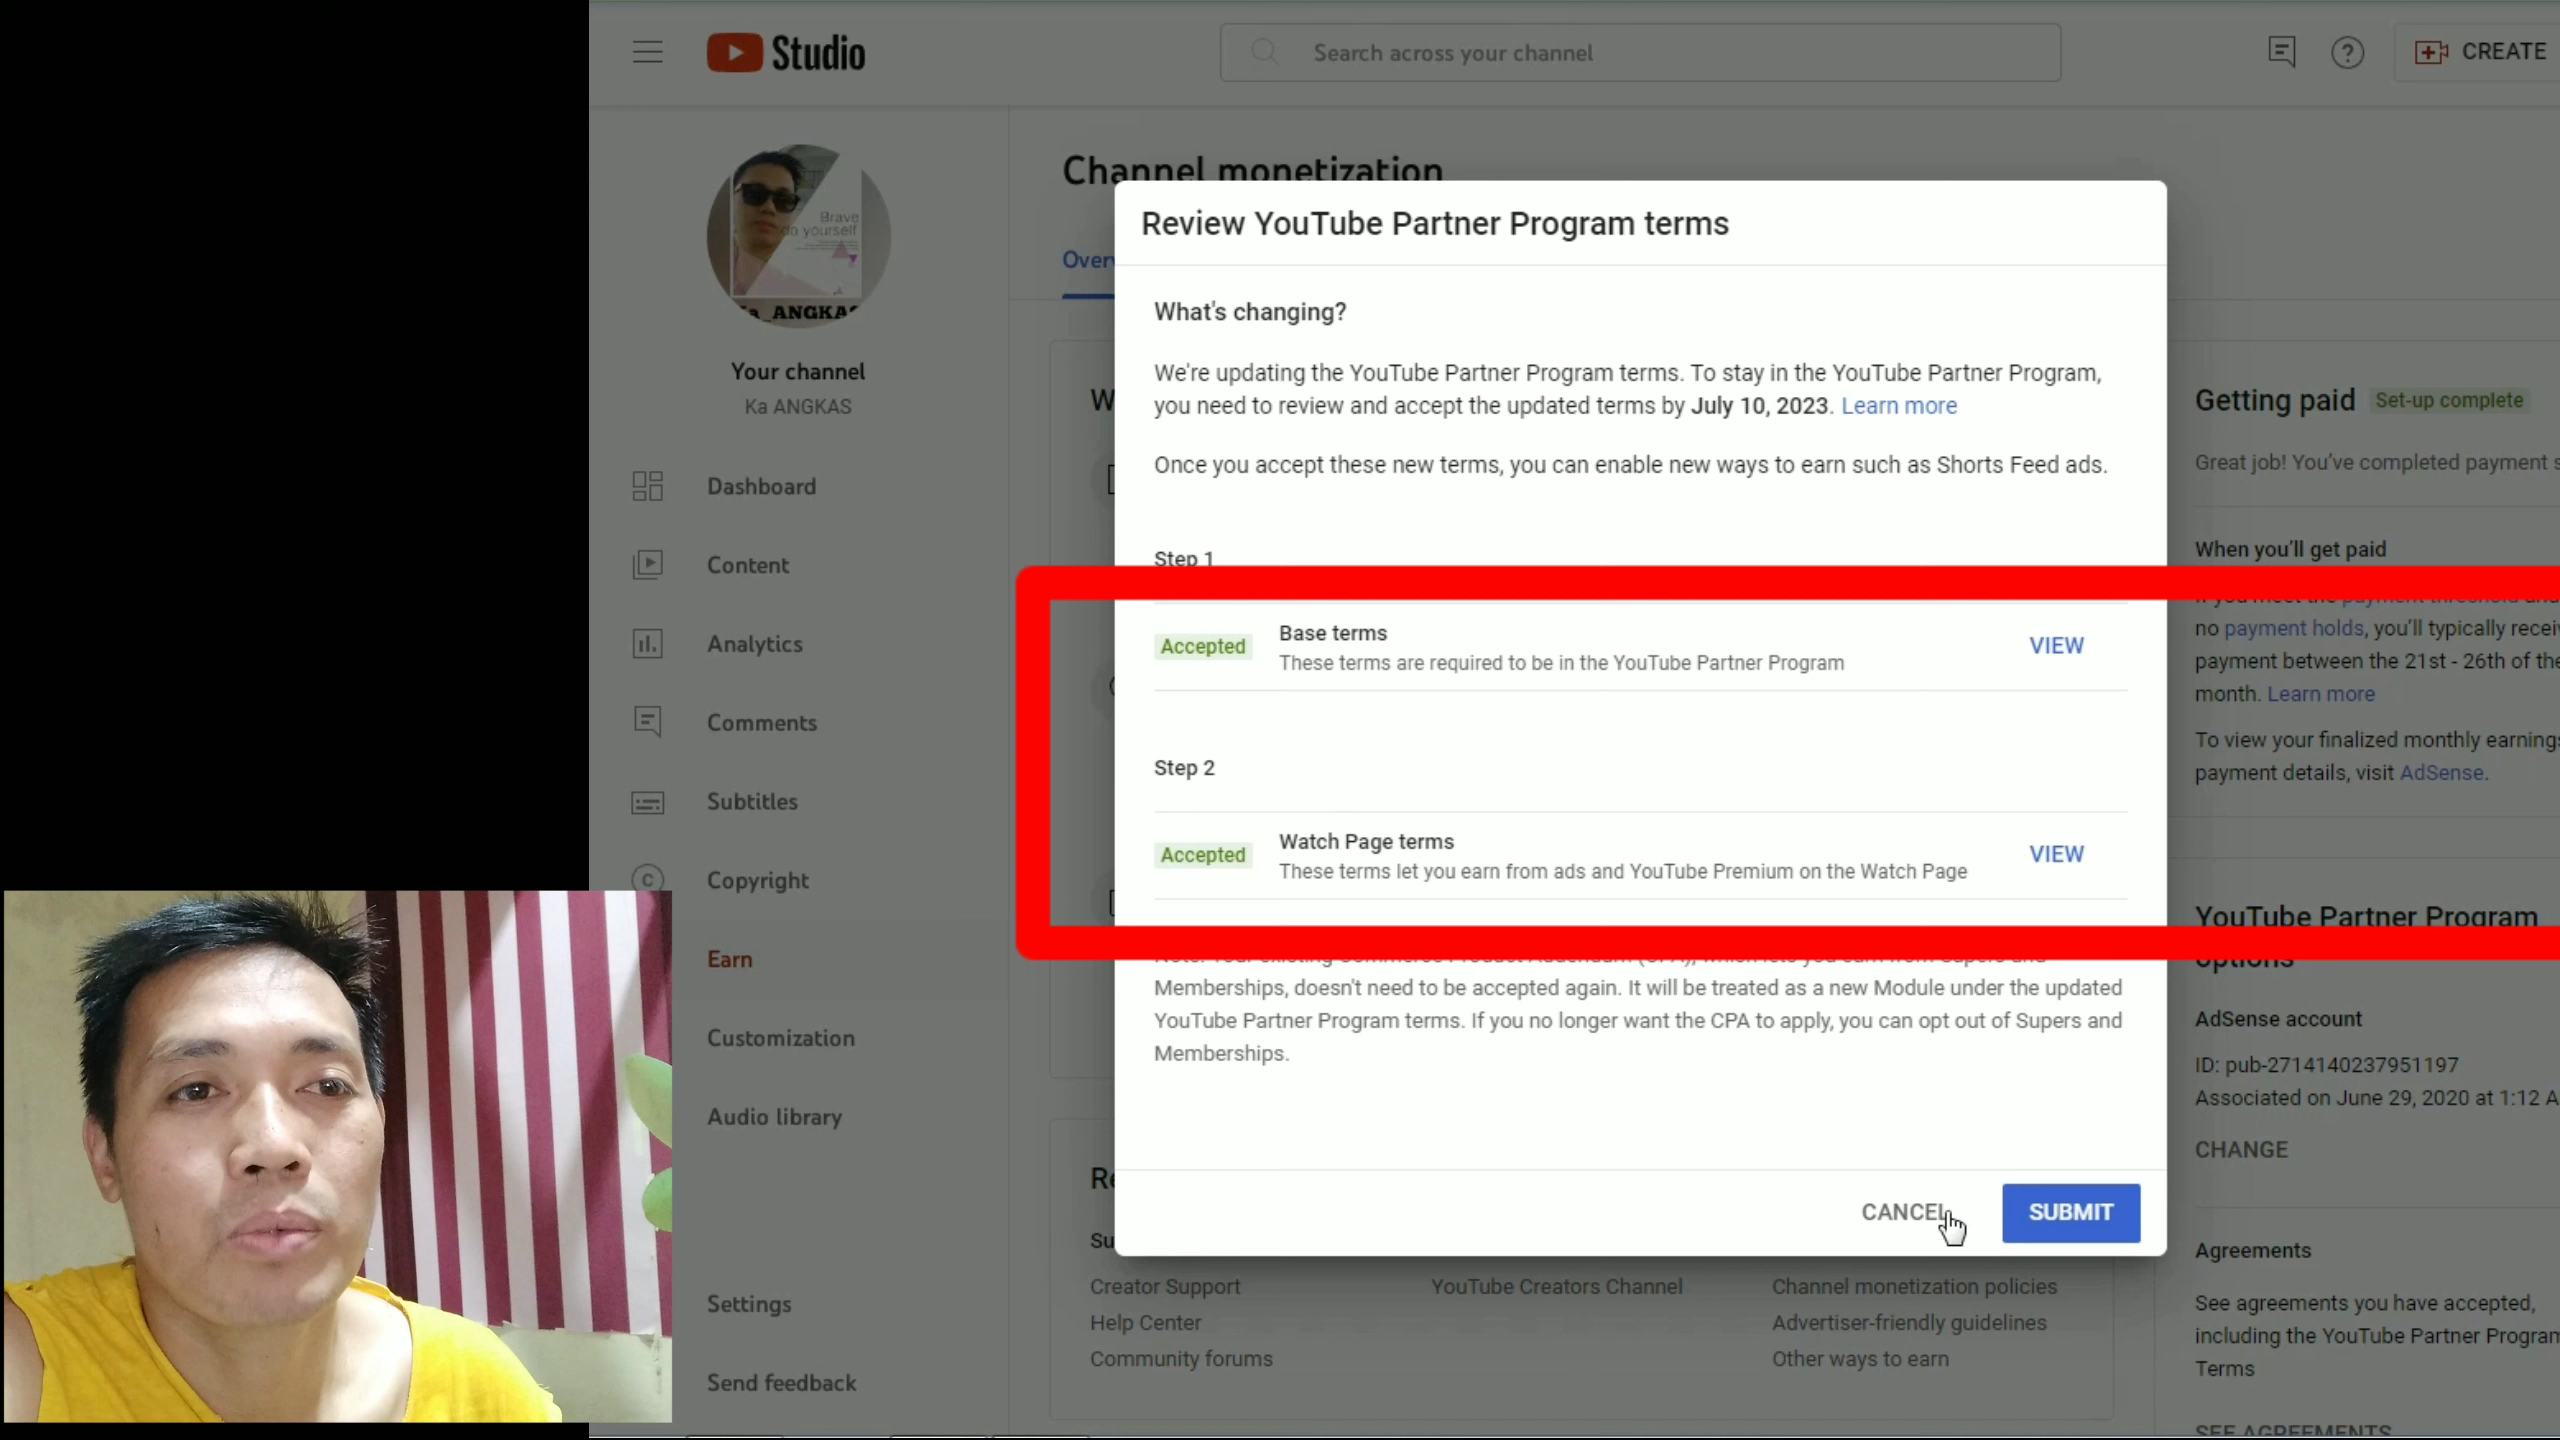 Studio
Search across your channel
CREATE
Brave
do yourself
a_ANGKAS
Your channel
Ka ANGKAS
Dashboard
Content
Analytics
Comments
Subtitles
Copyright
Earn
Customization
Audio library
Settings
Send feedback
Channel monetization
Over
W
Review YouTube Partner Program terms
What's changing?
We're updating the YouTube Partner Program terms. To stay in the YouTube Partner Program,
you need to review and accept the updated terms by July 10, 2023. Learn more
Once you accept these new terms, you can enable new ways to earn such as Shorts Feed ads.
Step 1
Accepted
Base terms
These terms are required to be in the YouTube Partner Program
VIEW
Step 2
Accepted
Watch Page terms
These terms let you earn from ads and YouTube Premium on the Watch Page
VIEW
Memberships, doesn't need to be accepted again. It will be treated as a new Module under the updated
YouTube Partner Program terms. If you no longer want the CPA to apply, you can opt out of Supers and
Memberships.
CANCEL
SUBMIT
Re
Su
Creator Support
Help Center
Community forums
YouTube Creators Channel
Channel monetization policies
Advertiser-friendly guidelines
Other ways to earn
Getting paid
Set-up complete
Great job! You've completed payment s
When you'll get paid
no payment holds, you'll typically recei
payment between the 21st - 26th of the
month. Learn more
To view your finalized monthly earnings
payment details, visit AdSense.
YouTube Partner Program
options
AdSense account
ID: pub-2714140237951197
Associated on June 29, 2020 at 1:12 A
CHANGE
Agreements
See agreements you have accepted,
including the YouTube Partner Program
Terms
SEE AGREEMENTS